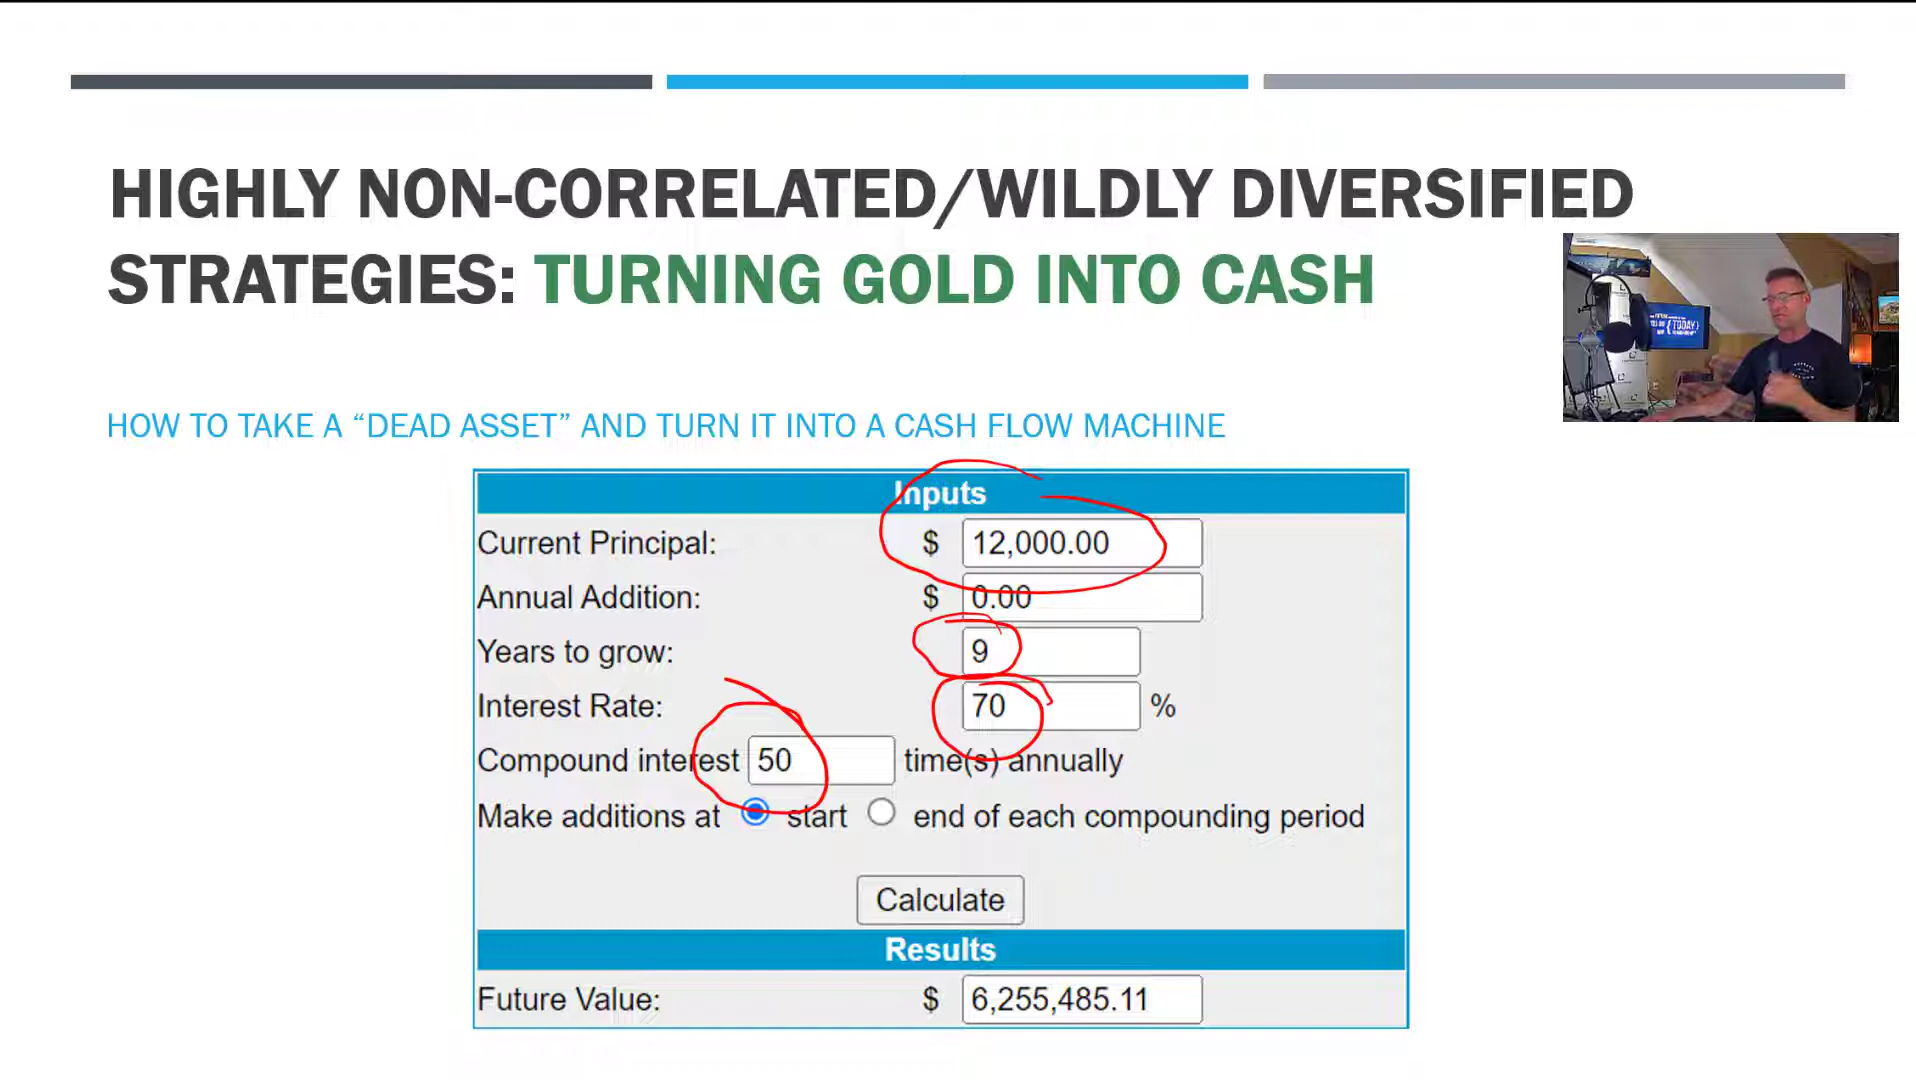 HIGHLY NON-CORRELATED/WILDLY DIVERSIFIED
STRATEGIES: TURNING GOLD INTO CASH
{TODAY}
HOW TO TAKE A “DEAD ASSET” AND TURN IT INTO A CASH FLOW MACHINE
Inputs
Current Principal: $ 12,000.00
Annual Addition: $ 0.00
Years to grow: 9
Interest Rate: 70 %
Compound interest 50 time(s) annually
Make additions at start end of each compounding period
Calculate
Results
Future Value: $ 6,255,485.11